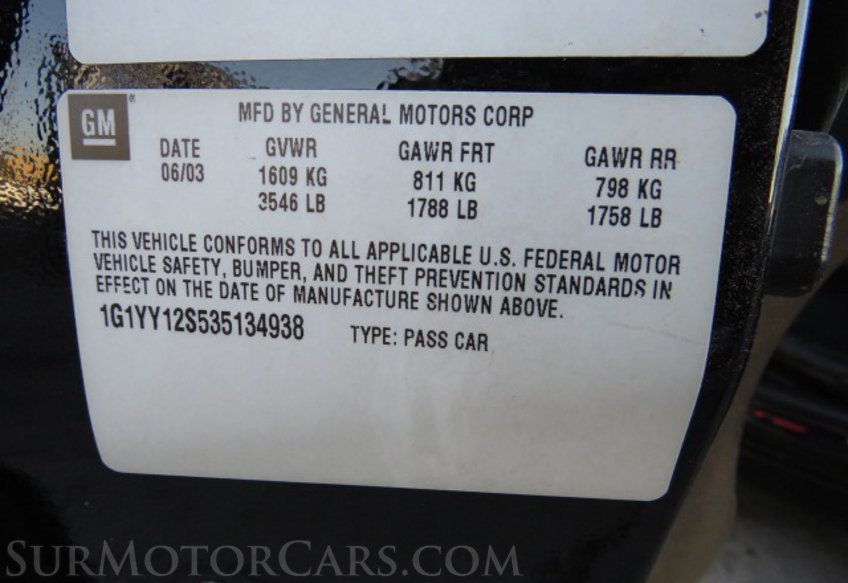 GM®
MFD BY GENERAL MOTORS CORP
DATE GVWR GAWR FRT GAWR RR
06/03 1609 KG 811 KG 798 KG
3546 LB 1788 LB 1758 LB
THIS VEHICLE CONFORMS TO ALL APPLICABLE U.S. FEDERAL MOTOR
VEHICLE SAFETY, BUMPER, AND THEFT PREVENTION STANDARDS IN
EFFECT ON THE DATE OF MANUFACTURE SHOWN ABOVE.
1G1YY12S535134938 TYPE: PASS CAR
SurMotorCars.com